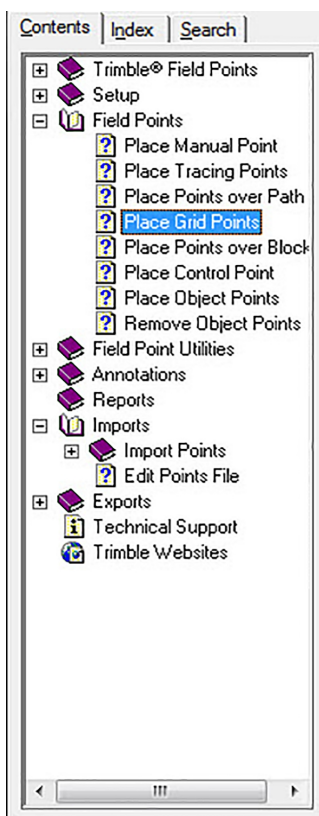 Contents Index Search
Trimble® Field Points
Setup
Field Points
Place Manual Point
Place Tracing Points
Place Points over Path
Place Grid Points
Place Points over Block
Place Control Point
Place Object Points
Remove Object Points
Field Point Utilities
Annotations
Reports
Imports
Import Points
Edit Points File
Exports
Technical Support
Trimble Websites